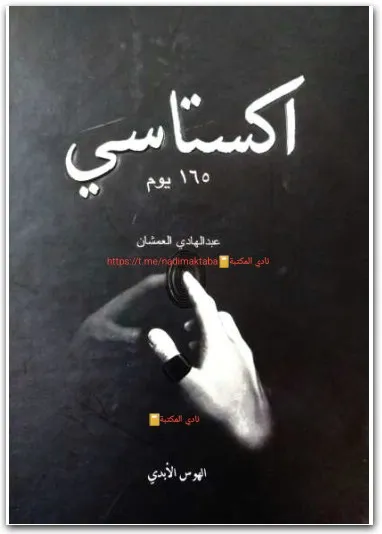 اكستاسي
١٦٥ يوم
عبدالهادي العمشان
https://t.me/nadimaktaba نادي المكتبة
نادي المكتبة
الهوس الأبدي